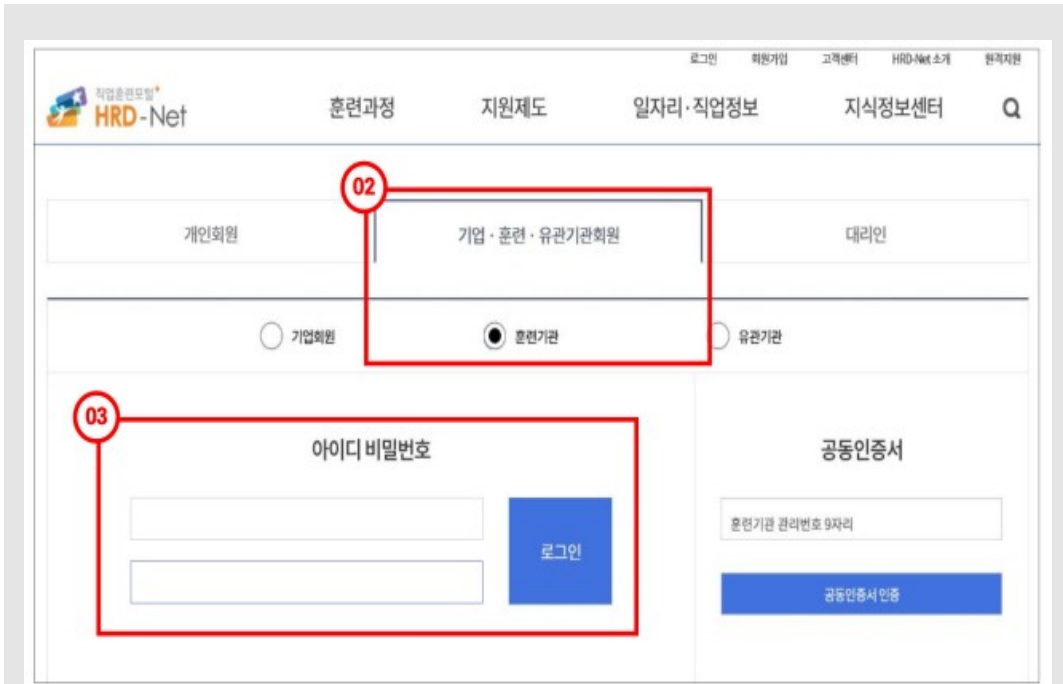 로그인 회원가입 고객센터 HRD-Net 소개 원격지원
직업훈련포털
HRD-Net
훈련과정 지원제도 일자리·직업정보 지식정보센터
02
개인회원 기업·훈련·유관기관회원 대리인
기업회원 훈련기관 유관기관
03
아이디 비밀번호 공동인증서
훈련기관 관리번호 9자리
로그인
공동인증서 인증